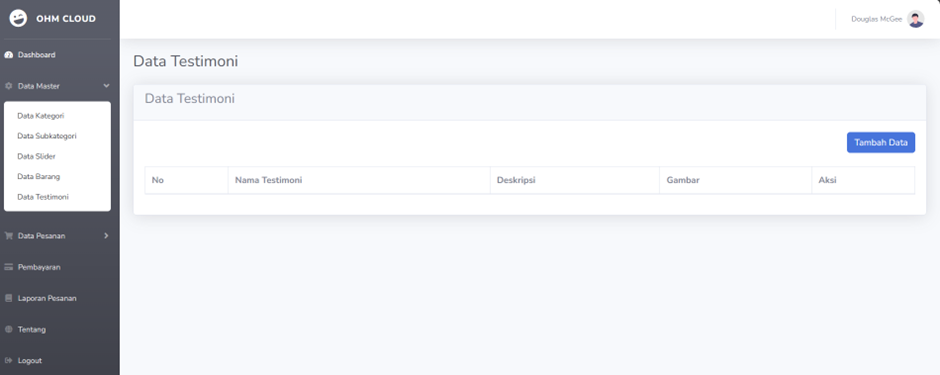 OHM CLOUD
Douglas McGee
Dashboard
Data Master
Data Kategori
Data Subkategori
Data Slider
Data Barang
Data Testimoni
Data Pesanan
Pembayaran
Laporan Pesanan
Tentang
Logout
Data Testimoni
Data Testimoni
Tambah Data
No Nama Testimoni Deskripsi Gambar Aksi